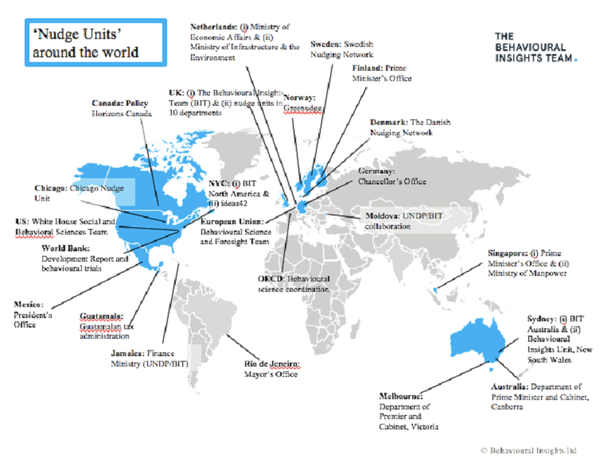 'Nudge Units'
around the world
THE
BEHAVIOURAL
INSIGHTS TEAM.
Netherlands: (i) Ministry of
Economic Affairs & (ii)
Ministry of Infrastructure & the
Environment
Sweden: Swedish
Nudging Network
Finland: Prime
Minister's Office
UK: (i) The Behavioural Insights
Team (BIT) & (ii) nudge units in
10 departments
Norway:
Greenudge
Canada: Policy
Horizons Canada
Denmark: The Danish
Nudging Network
Germany:
Chancellor's Office
Chicago: Chicago Nudge
Unit
NYC: (i) BIT
North America &
(ii) ideas42
US: White House Social and
Behavioral Sciences Team
European Union:
Behavioural Science
and Foresight Team
Moldova: UNDP/BIT
collaboration
World Bank:
Development Report and
behavioural trials
OECD: Behavioural
science coordination
Singapore: (i) Prime
Minister's Office & (ii)
Ministry of Manpower
Mexico:
President's
Office
Guatemala:
Guatemalan tax
administration
Jamaica: Finance
Ministry (UNDP/BIT)
Rio de Janeiro:
Mayor's Office
Sydney: (i) BIT
Australia & (ii)
Behavioural
Insights Unit, New
South Wales
Australia: Department of
Prime Minister and Cabinet,
Canberra
Melbourne:
Department of
Premier and
Cabinet, Victoria
© Behavioural Insights ltd